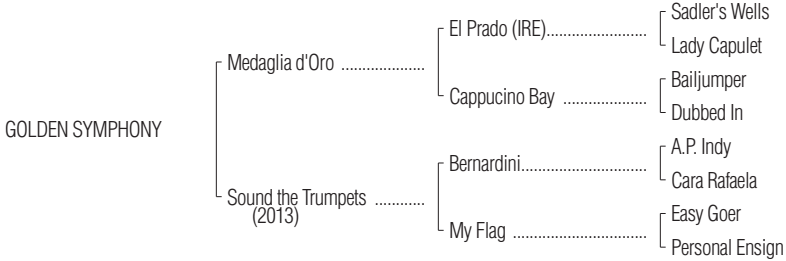 Sadler's Wells
El Prado (IRE)........................
Lady Capulet
Medaglia d'Oro ....................
Bailjumper
Cappucino Bay ....................
Dubbed In
GOLDEN SYMPHONY
A.P. Indy
Bernardini..............................
Cara Rafaela
Sound the Trumpets ............
(2013)
Easy Goer
My Flag ................................
Personal Ensign